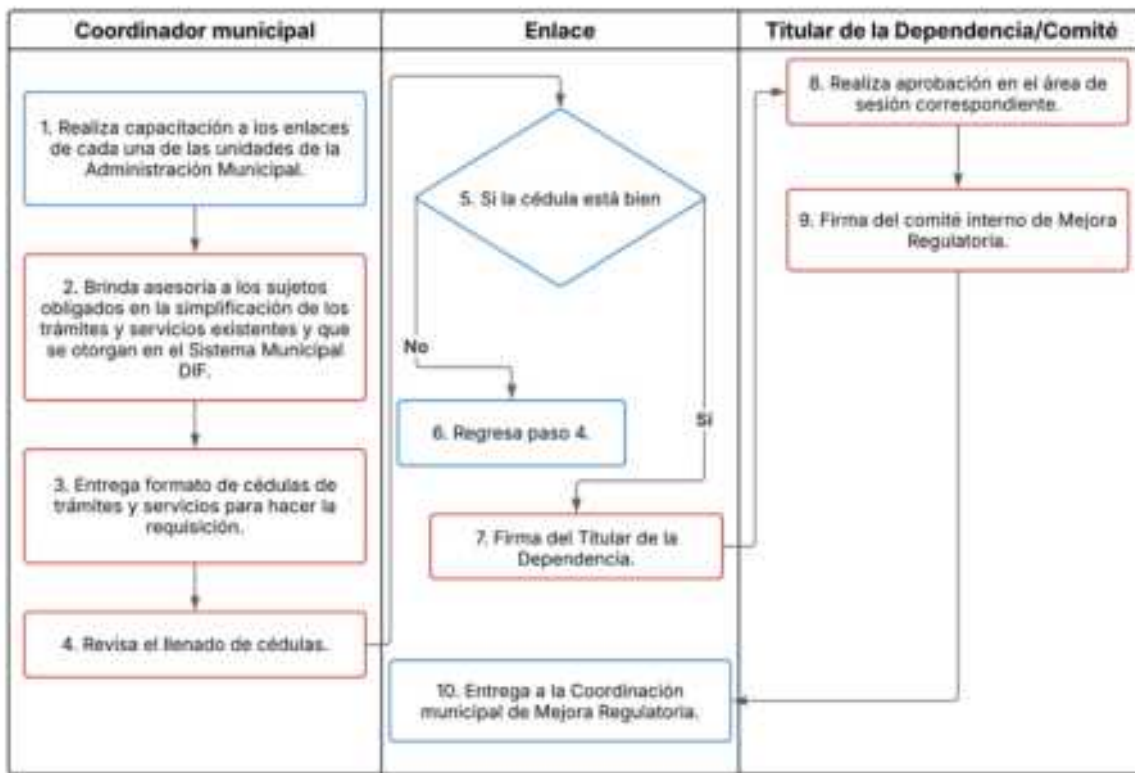 Coordinador municipal
Enlace
Titular de la Dependencia/Comité
1. Realiza capacitación a los enlaces
de cada una de las unidades de la
Administración Municipal.
2. Brinda asesoría a los sujetos
obligados en la simplificación de los
trámites y servicios existentes y que
se otorgan en el Sistema Municipal
DIF.
3. Entrega formato de cédulas de
trámites y servicios para hacer la
requisición.
4. Revisa el llenado de cédulas.
5. Si la cédula está bien
No
Sí
6. Regresa paso 4.
7. Firma del Titular de la
Dependencia.
8. Realiza aprobación en el área de
sesión correspondiente.
9. Firma del comité interno de Mejora
Regulatoria.
10. Entrega a la Coordinación
municipal de Mejora Regulatoria.